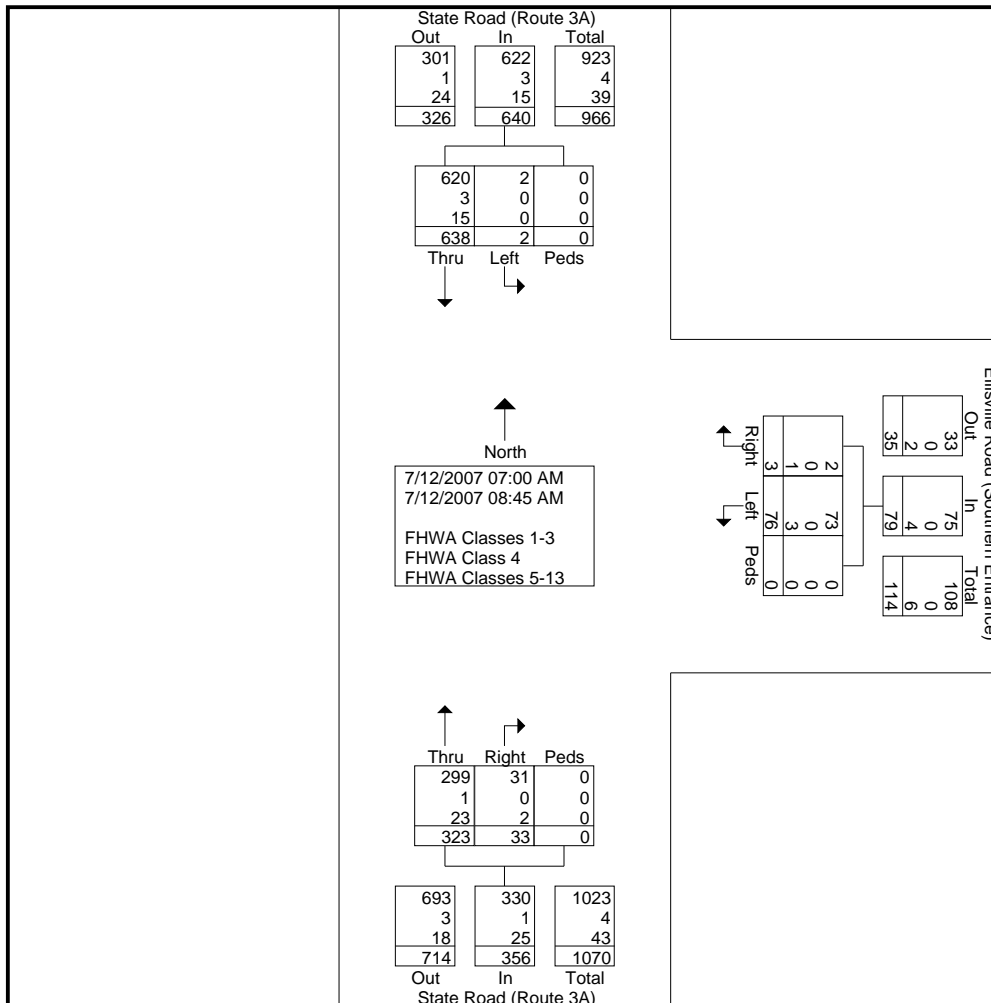 State Road (Route 3A)
Out In Total
301 622 923
1 3 4
24 15 39
326 640 966
620 2 0
3 0 0
15 0 0
638 2 0
Thru Left Peds
North
7/12/2007 07:00 AM
7/12/2007 08:45 AM
FHWA Classes 1-3
FHWA Class 4
FHWA Classes 5-13
Ellisville Road (Southern Entrance)
Out In Total
33 75 108
0 0 0
2 4 6
35 79 114
2 73 0
0 0 0
1 3 0
3 76 0
Right Left Peds
Thru Right Peds
299 31 0
1 0 0
23 2 0
323 33 0
693 330 1023
3 1 4
18 25 43
714 356 1070
Out In Total
State Road (Route 3A)